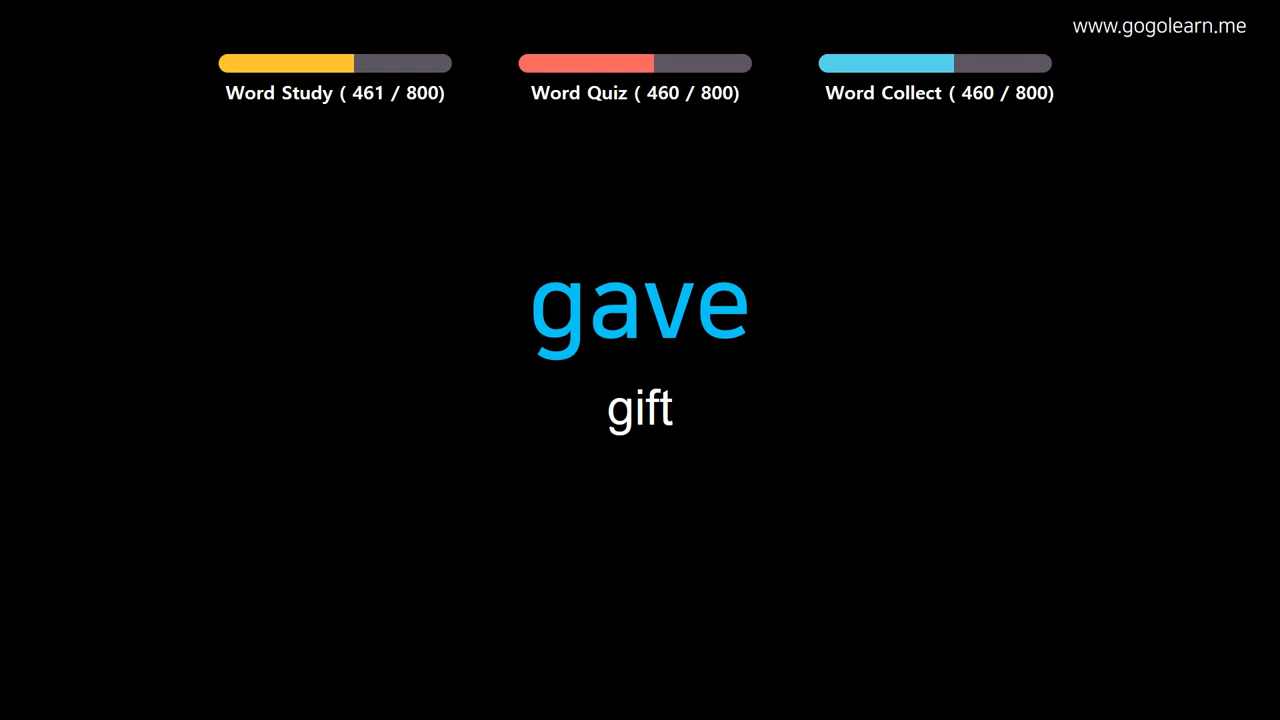 www.gogolearn.me
Word Study ( 461 / 800)
Word Quiz ( 460 / 800)
Word Collect ( 460 / 800)
gave
gift